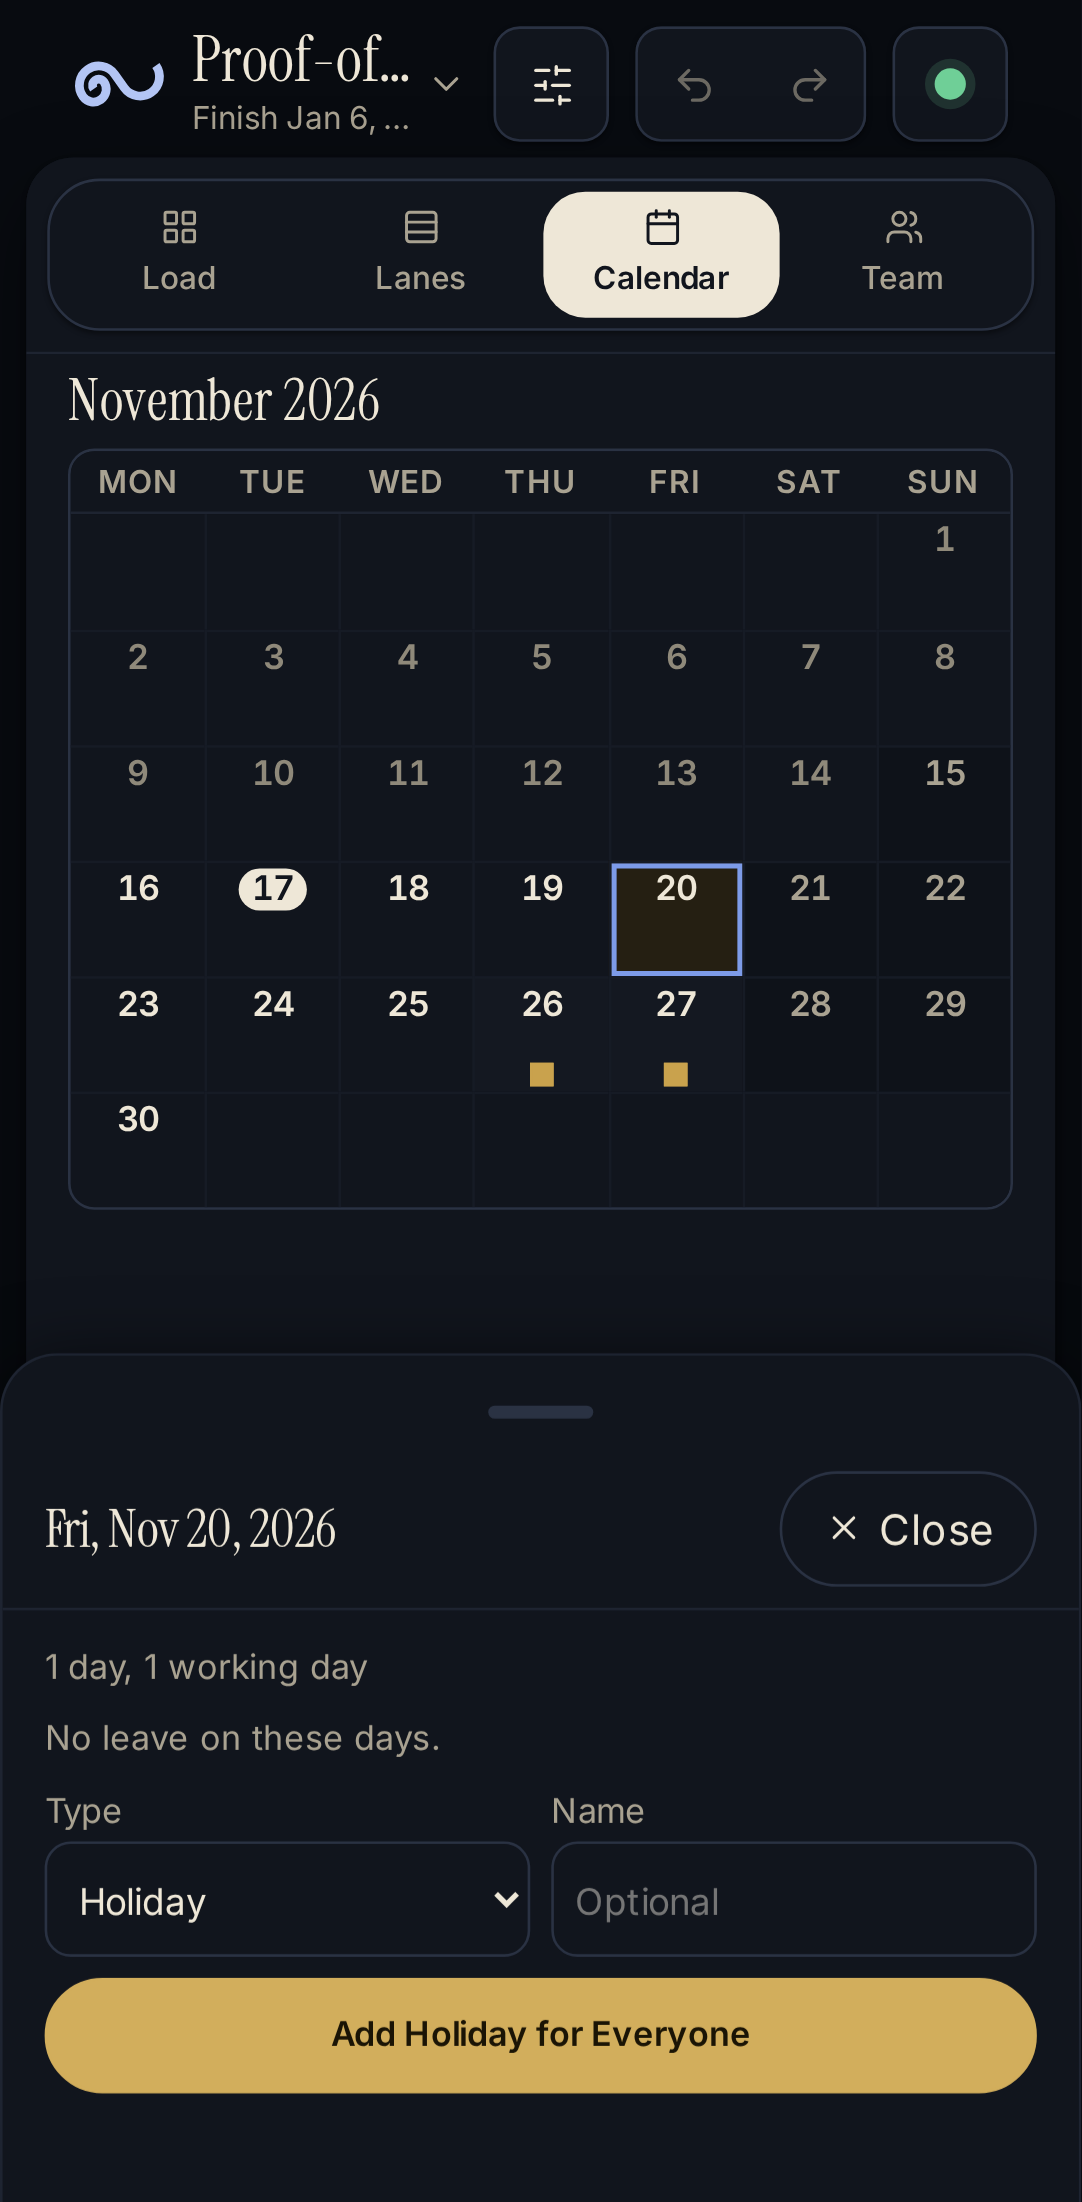 Proof-of...
Finish Jan 6, ...
Load Lanes Calendar Team
November 2026
MON TUE WED THU FRI SAT SUN
1
2 3 4 5 6 7 8
9 10 11 12 13 14 15
16 17 18 19 20 21 22
23 24 25 26 27 28 29
30
Fri, Nov 20, 2026
Close
1 day, 1 working day
No leave on these days.
Type Name
Holiday Optional
Add Holiday for Everyone